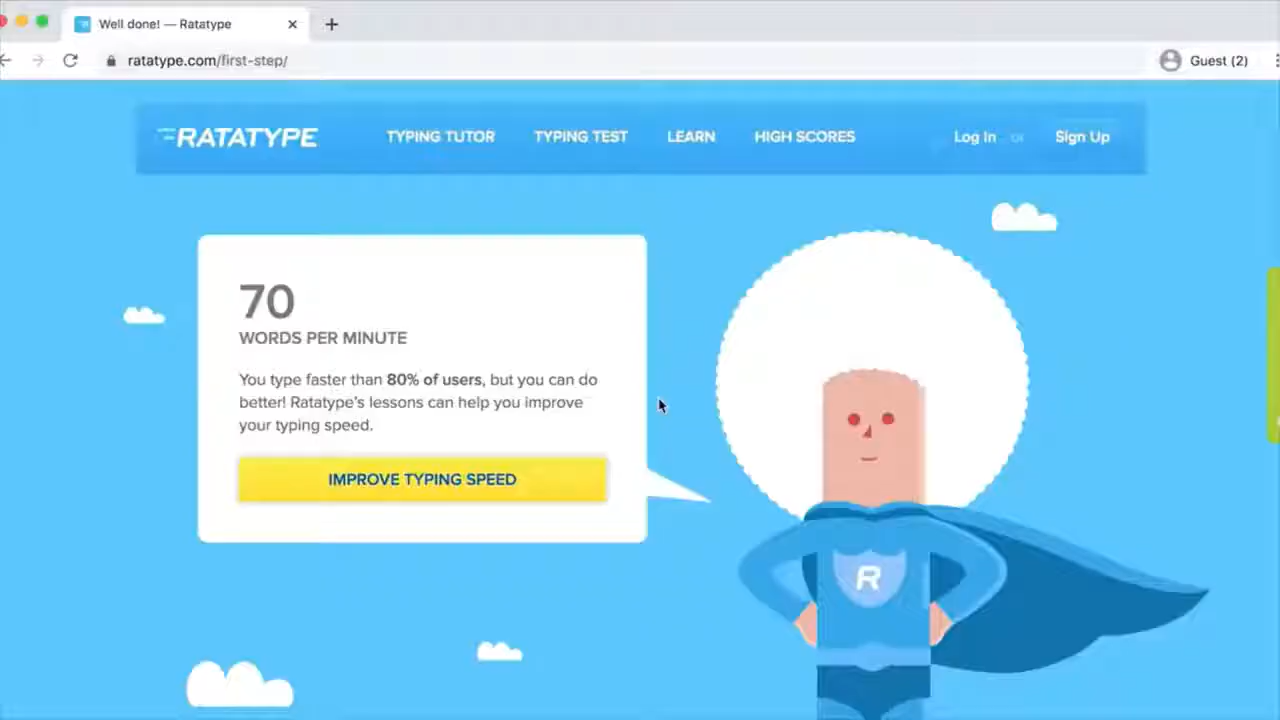 Well done! — Ratatype
ratatype.com/first-step/
Guest (2)
RATATYPE
TYPING TUTOR
TYPING TEST
LEARN
HIGH SCORES
Log In or
Sign Up
70
WORDS PER MINUTE
You type faster than 80% of users, but you can do
better! Ratatype's lessons can help you improve
your typing speed.
IMPROVE TYPING SPEED
R